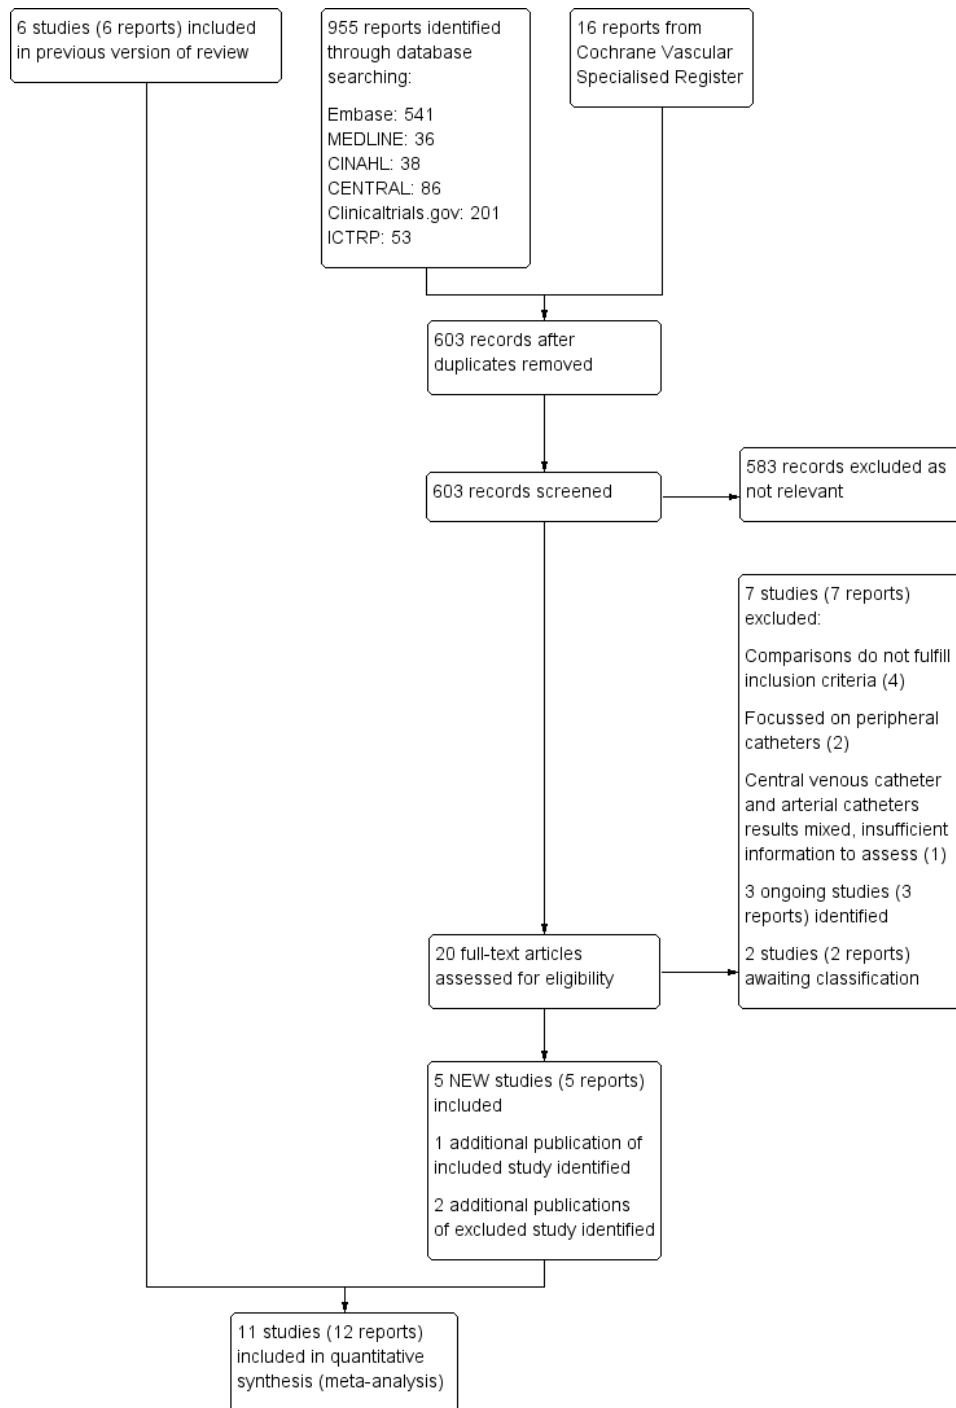 6 studies (6 reports) included
in previous version of review
955 reports identified
through database
searching:
Embase: 541
MEDLINE: 36
CINAHL: 38
CENTRAL: 86
Clinicaltrials.gov: 201
ICTRP: 53
16 reports from
Cochrane Vascular
Specialised Register
603 records after
duplicates removed
603 records screened
583 records excluded as
not relevant
7 studies (7 reports)
excluded:
Comparisons do not fulfill
inclusion criteria (4)
Focussed on peripheral
catheters (2)
Central venous catheter
and arterial catheters
results mixed, insufficient
information to assess (1)
3 ongoing studies (3
reports) identified
2 studies (2 reports)
awaiting classification
20 full-text articles
assessed for eligibility
5 NEW studies (5 reports)
included
1 additional publication of
included study identified
2 additional publications
of excluded study identified
11 studies (12 reports)
included in quantitative
synthesis (meta-analysis)